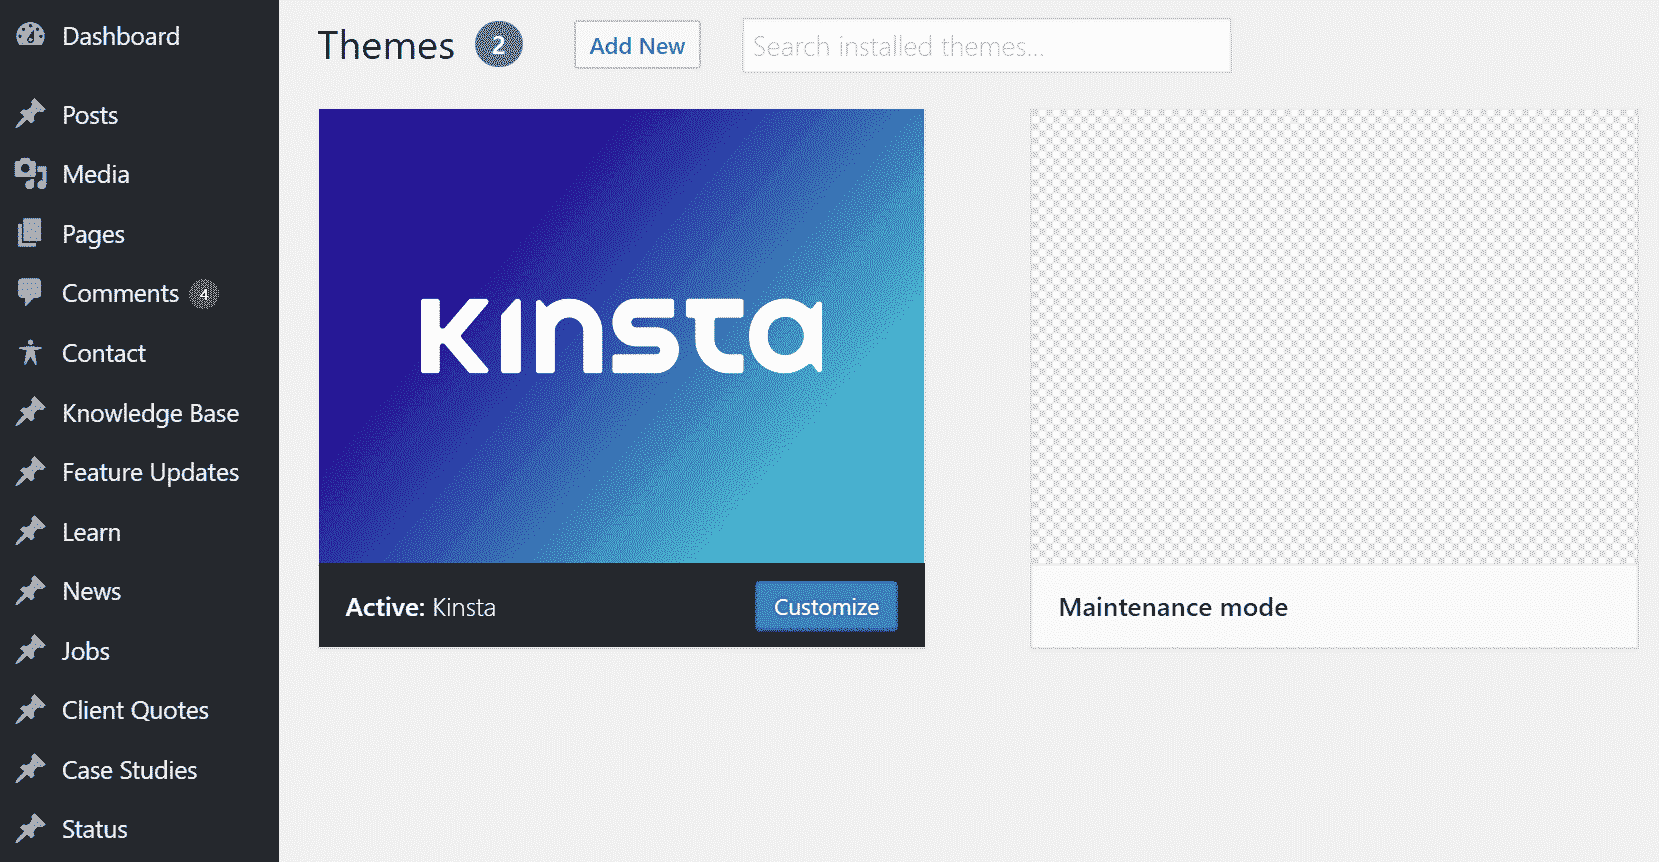 Dashboard
Posts
Media
Pages
Comments 4
Contact
Knowledge Base
Feature Updates
Learn
News
Jobs
Client Quotes
Case Studies
Status
Themes 2 Add New Search installed themes...
Kinsta
Active: Kinsta Customize
Maintenance mode